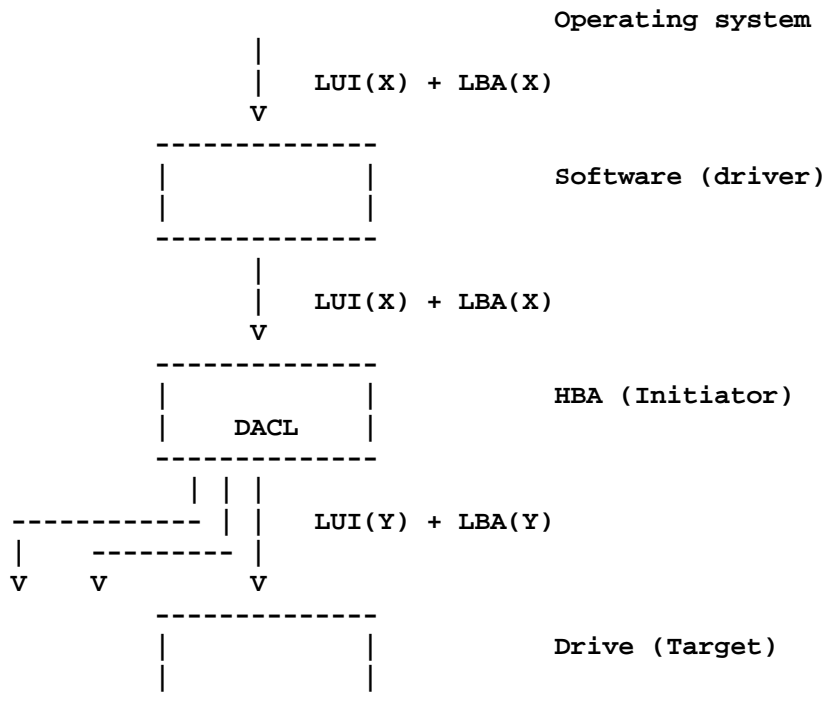 Operating system
LUI(X) + LBA(X)
Software (driver)
LUI(X) + LBA(X)
HBA (Initiator)
DACL
LUI(Y) + LBA(Y)
V V V
Drive (Target)